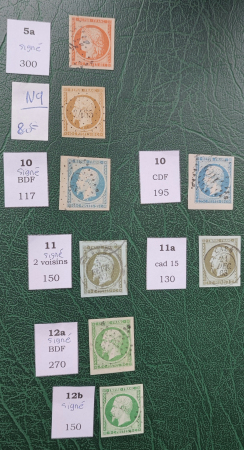 5a
signé
300
N9
80F
10
signé
BDF
117
10
CDF
195
11
signé
2 voisins
150
11a
cad 15
130
12a
signé
BDF
270
12b
signé
150